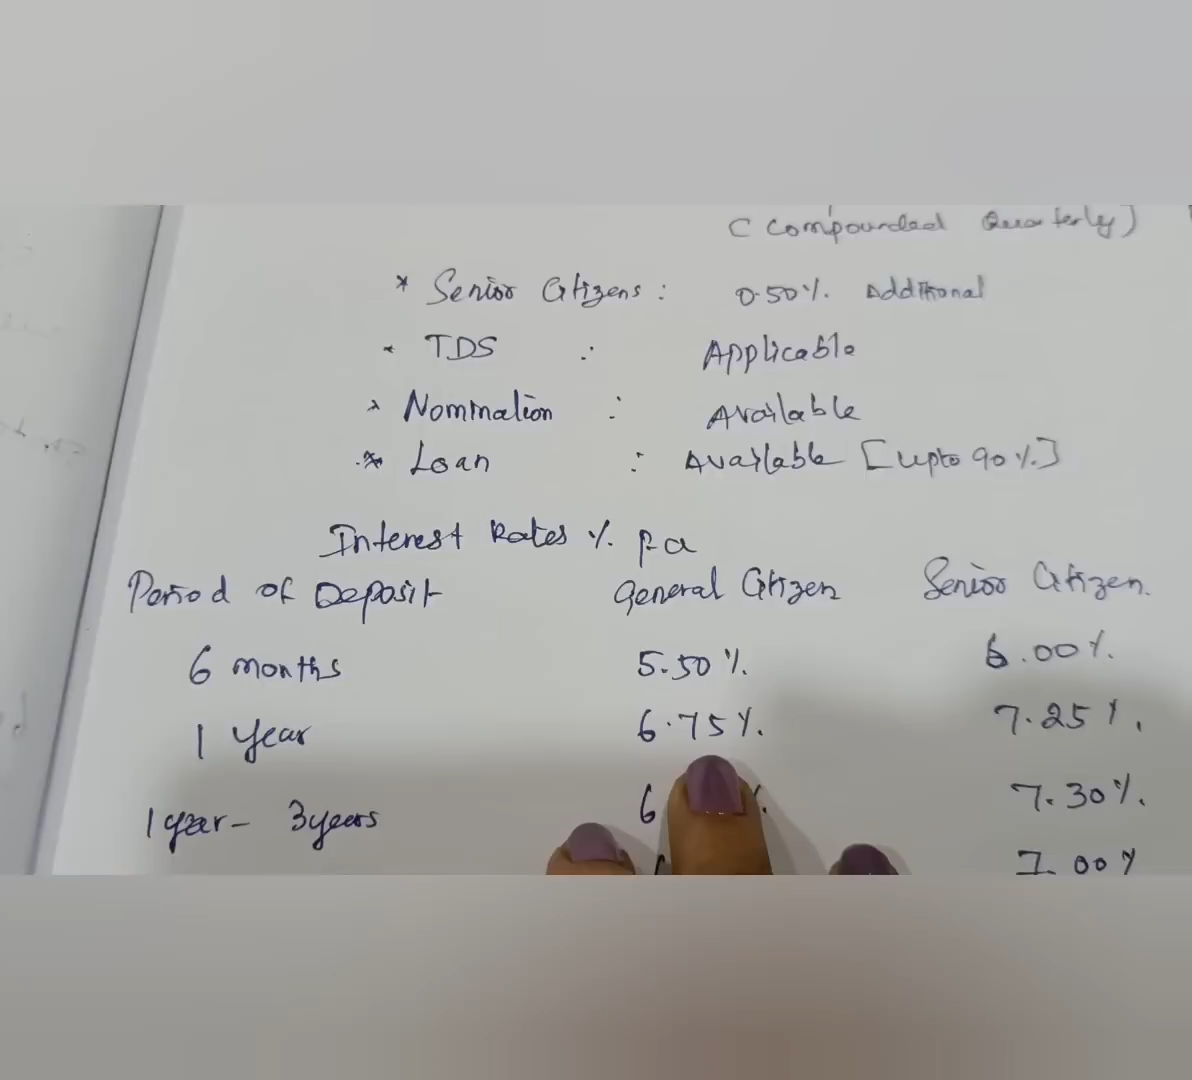 ( Compounded Quarterly )
* Senior Citizens : 0.50%. Additional
* TDS : Applicable
* Nomination : Available
* Loan : Available [upto 90%.]
Interest Rates %. P.a
Period of Deposit General Citizen Senior Citizen.
6 months 5.50%. 6.00%.
1 year 6.75%. 7.25%.
1 year - 3 years 6 7.30%.
7.00%